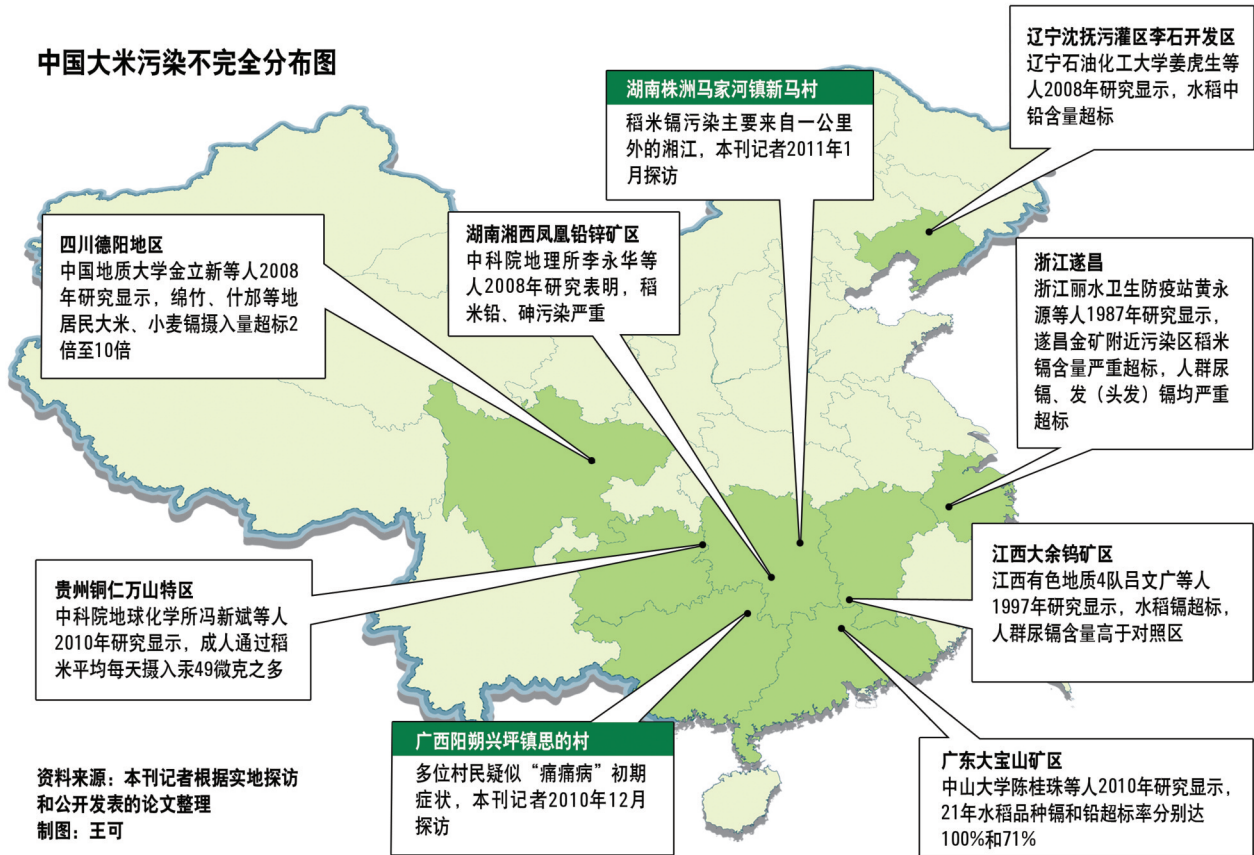 中国大米污染不完全分布图
辽宁沈抚污灌区李石开发区
辽宁石油化工大学姜虎生等
人2008年研究显示，水稻中
铅含量超标
湖南株洲马家河镇新马村
稻米镉污染主要来自一公里
外的湘江，本刊记者2011年1
月探访
四川德阳地区
中国地质大学金立新等人2008
年研究显示，绵竹、什邡等地
居民大米、小麦镉摄入量超标2
倍至10倍
湖南湘西凤凰铅锌矿区
中科院地理所李永华等
人2008年研究表明，稻
米铅、砷污染严重
浙江遂昌
浙江丽水卫生防疫站黄永
源等人1987年研究显示，
遂昌金矿附近污染区稻米
镉含量严重超标，人群尿
镉、发（头发）镉均严重
超标
贵州铜仁万山特区
中科院地球化学所冯新斌等人
2010年研究显示，成人通过稻
米平均每天摄入汞49微克之多
江西大余钨矿区
江西有色地质4队吕文广等人
1997年研究显示，水稻镉超标，
人群尿镉含量高于对照区
广西阳朔兴坪镇思的村
多位村民疑似“痛痛病”初期
症状，本刊记者2010年12月
探访
广东大宝山矿区
中山大学陈桂珠等人2010年研究显示，
21年水稻品种镉和铅超标率分别达
100%和71%
资料来源：本刊记者根据实地探访
和公开发表的论文整理
制图：王可